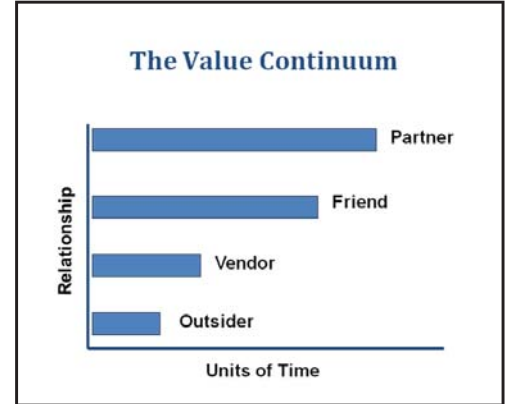 The Value Continuum
Partner
Friend
Vendor
Outsider
Relationship
Units of Time